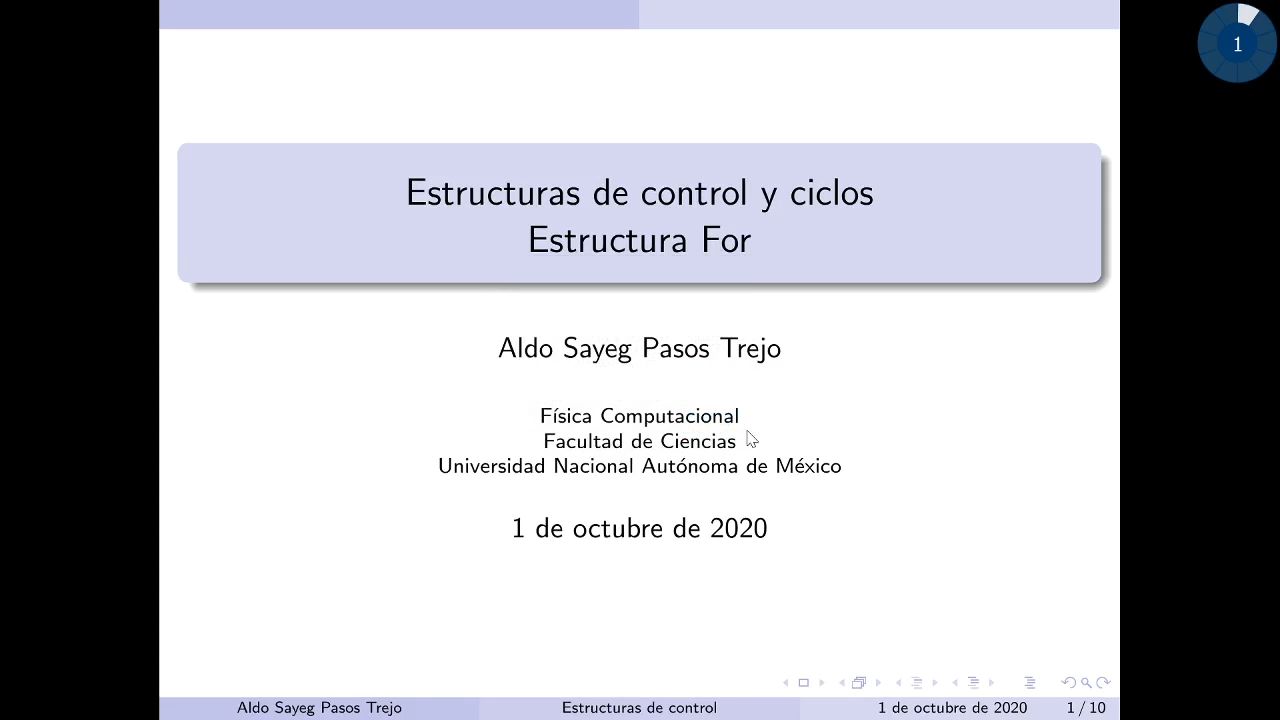 1
Estructuras de control y ciclos
Estructura For
Aldo Sayeg Pasos Trejo
Física Computacional
Facultad de Ciencias
Universidad Nacional Autónoma de México
1 de octubre de 2020
Aldo Sayeg Pasos Trejo
Estructuras de control
1 de octubre de 2020
1 / 10